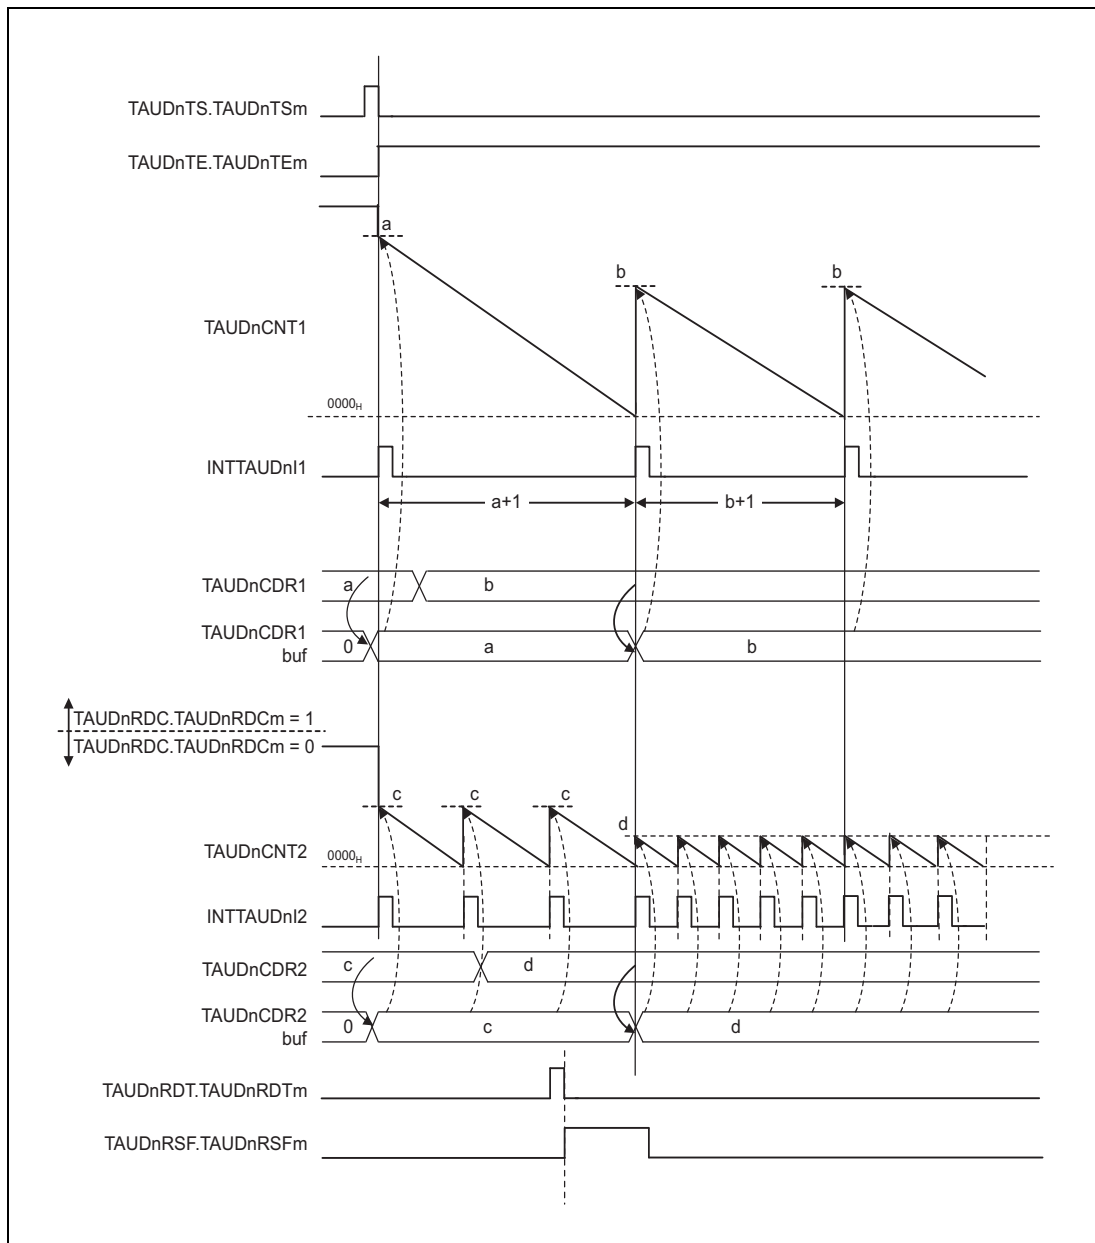 TAUDnTS.TAUDnTSm
TAUDnTE.TAUDnTEm
a
b
b
TAUDnCNT1
0000H
INTTAUDnI1
a+1
b+1
TAUDnCDR1
a
b
TAUDnCDR1
buf
0
a
b
TAUDnRDC.TAUDnRDCm = 1
TAUDnRDC.TAUDnRDCm = 0
c
c
c
d
TAUDnCNT2
0000H
INTTAUDnI2
TAUDnCDR2
c
d
TAUDnCDR2
buf
0
c
d
TAUDnRDT.TAUDnRDTm
TAUDnRSF.TAUDnRSFm